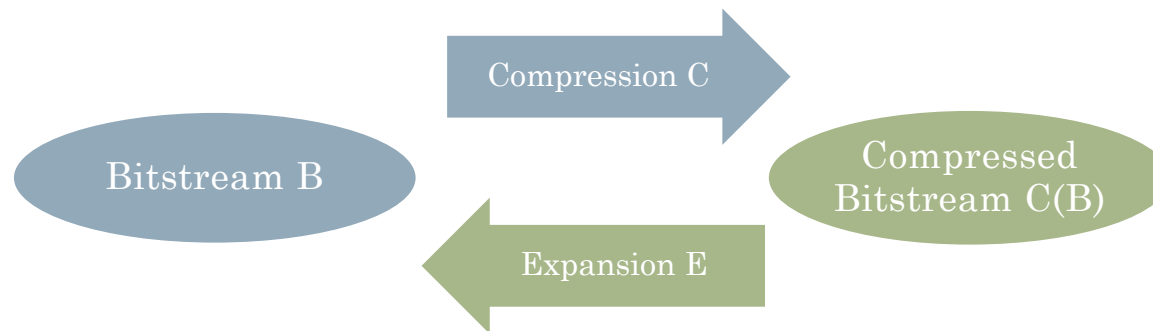 Compression C
Bitstream B
Compressed
Bitstream C(B)
Expansion E